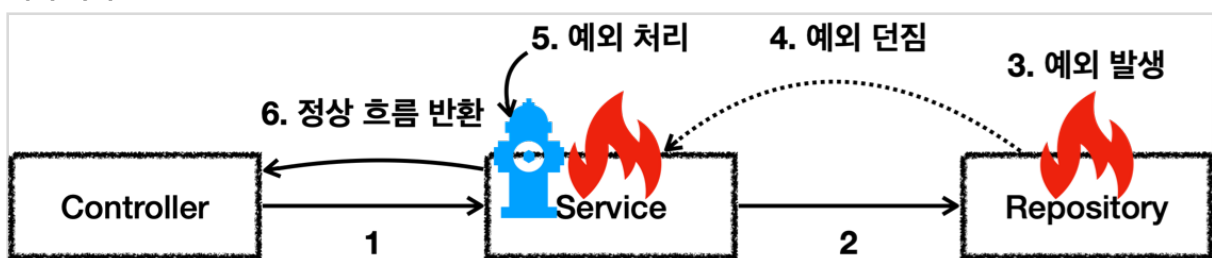 5. 예외 처리
4. 예외 던짐
3. 예외 발생
6. 정상 흐름 반환
Controller
Service
Repository
1
2